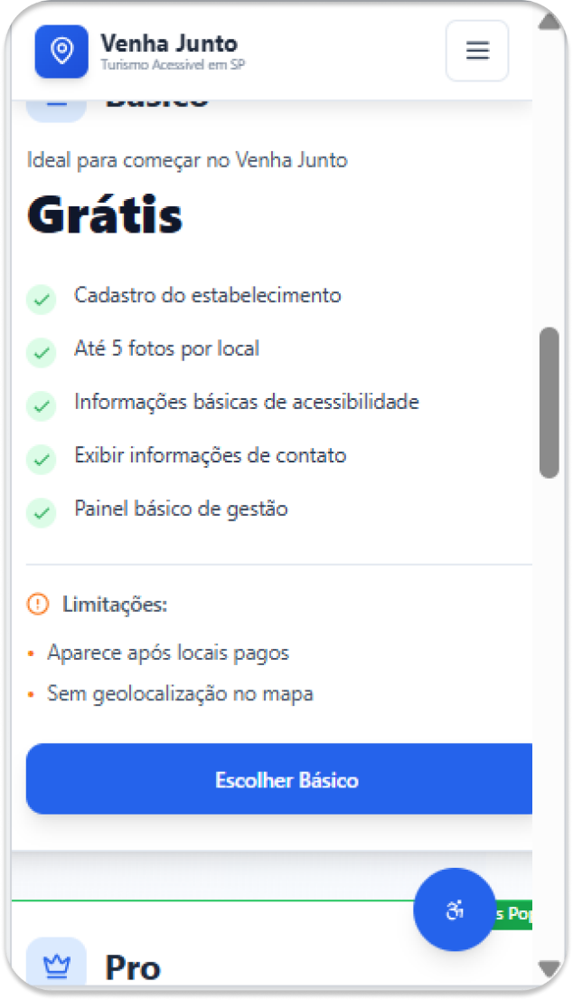 Venha Junto
Turismo Acessível em SP
Básico
Ideal para começar no Venha Junto
Grátis
Cadastro do estabelecimento
Até 5 fotos por local
Informações básicas de acessibilidade
Exibir informações de contato
Painel básico de gestão
Limitações:
• Aparece após locais pagos
• Sem geolocalização no mapa
Escolher Básico
s Pop
Pro